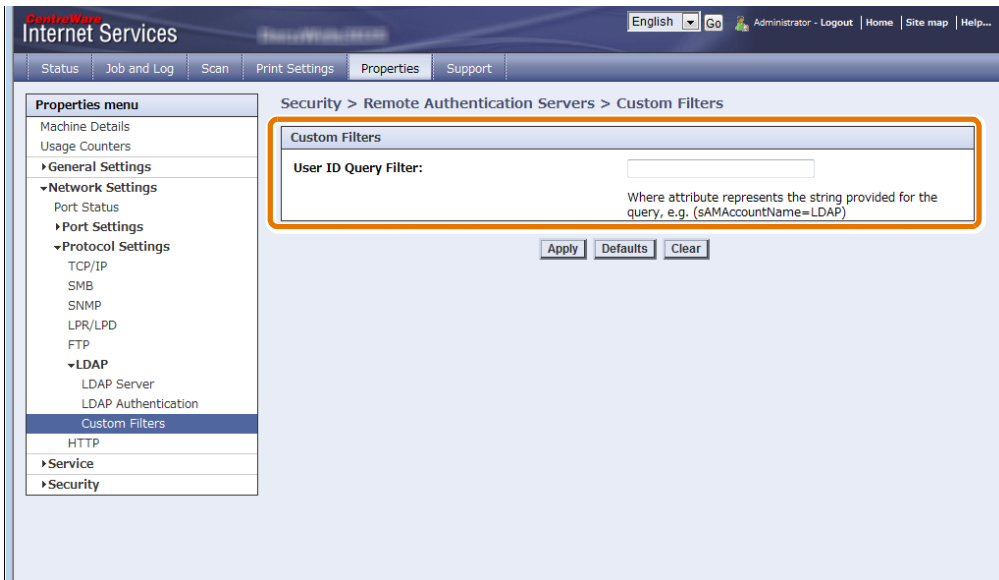 CentreWare
Internet Services
English Go Administrator - Logout | Home | Site map | Help...
Status Job and Log Scan Print Settings Properties Support
Properties menu
Machine Details
Usage Counters
General Settings
Network Settings
Port Status
Port Settings
Protocol Settings
TCP/IP
SMB
SNMP
LPR/LPD
FTP
LDAP
LDAP Server
LDAP Authentication
Custom Filters
HTTP
Service
Security
Security > Remote Authentication Servers > Custom Filters
Custom Filters
User ID Query Filter:
Where attribute represents the string provided for the
query, e.g. (sAMAccountName=LDAP)
Apply Defaults Clear